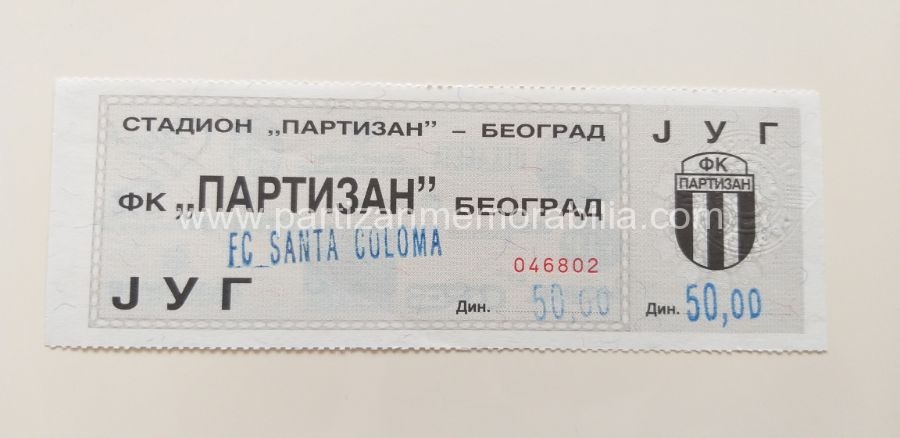 СТАДИОН „ПАРТИЗАН” – БЕОГРАД
ФК „ПАРТИЗАН” БЕОГРАД
FC SANTA COLOMA
046802
ЈУГ
Дин. 50,00
ЈУГ
ФК
ПАРТИЗАН
Дин. 50,00
www.partizanmemorabilia.com